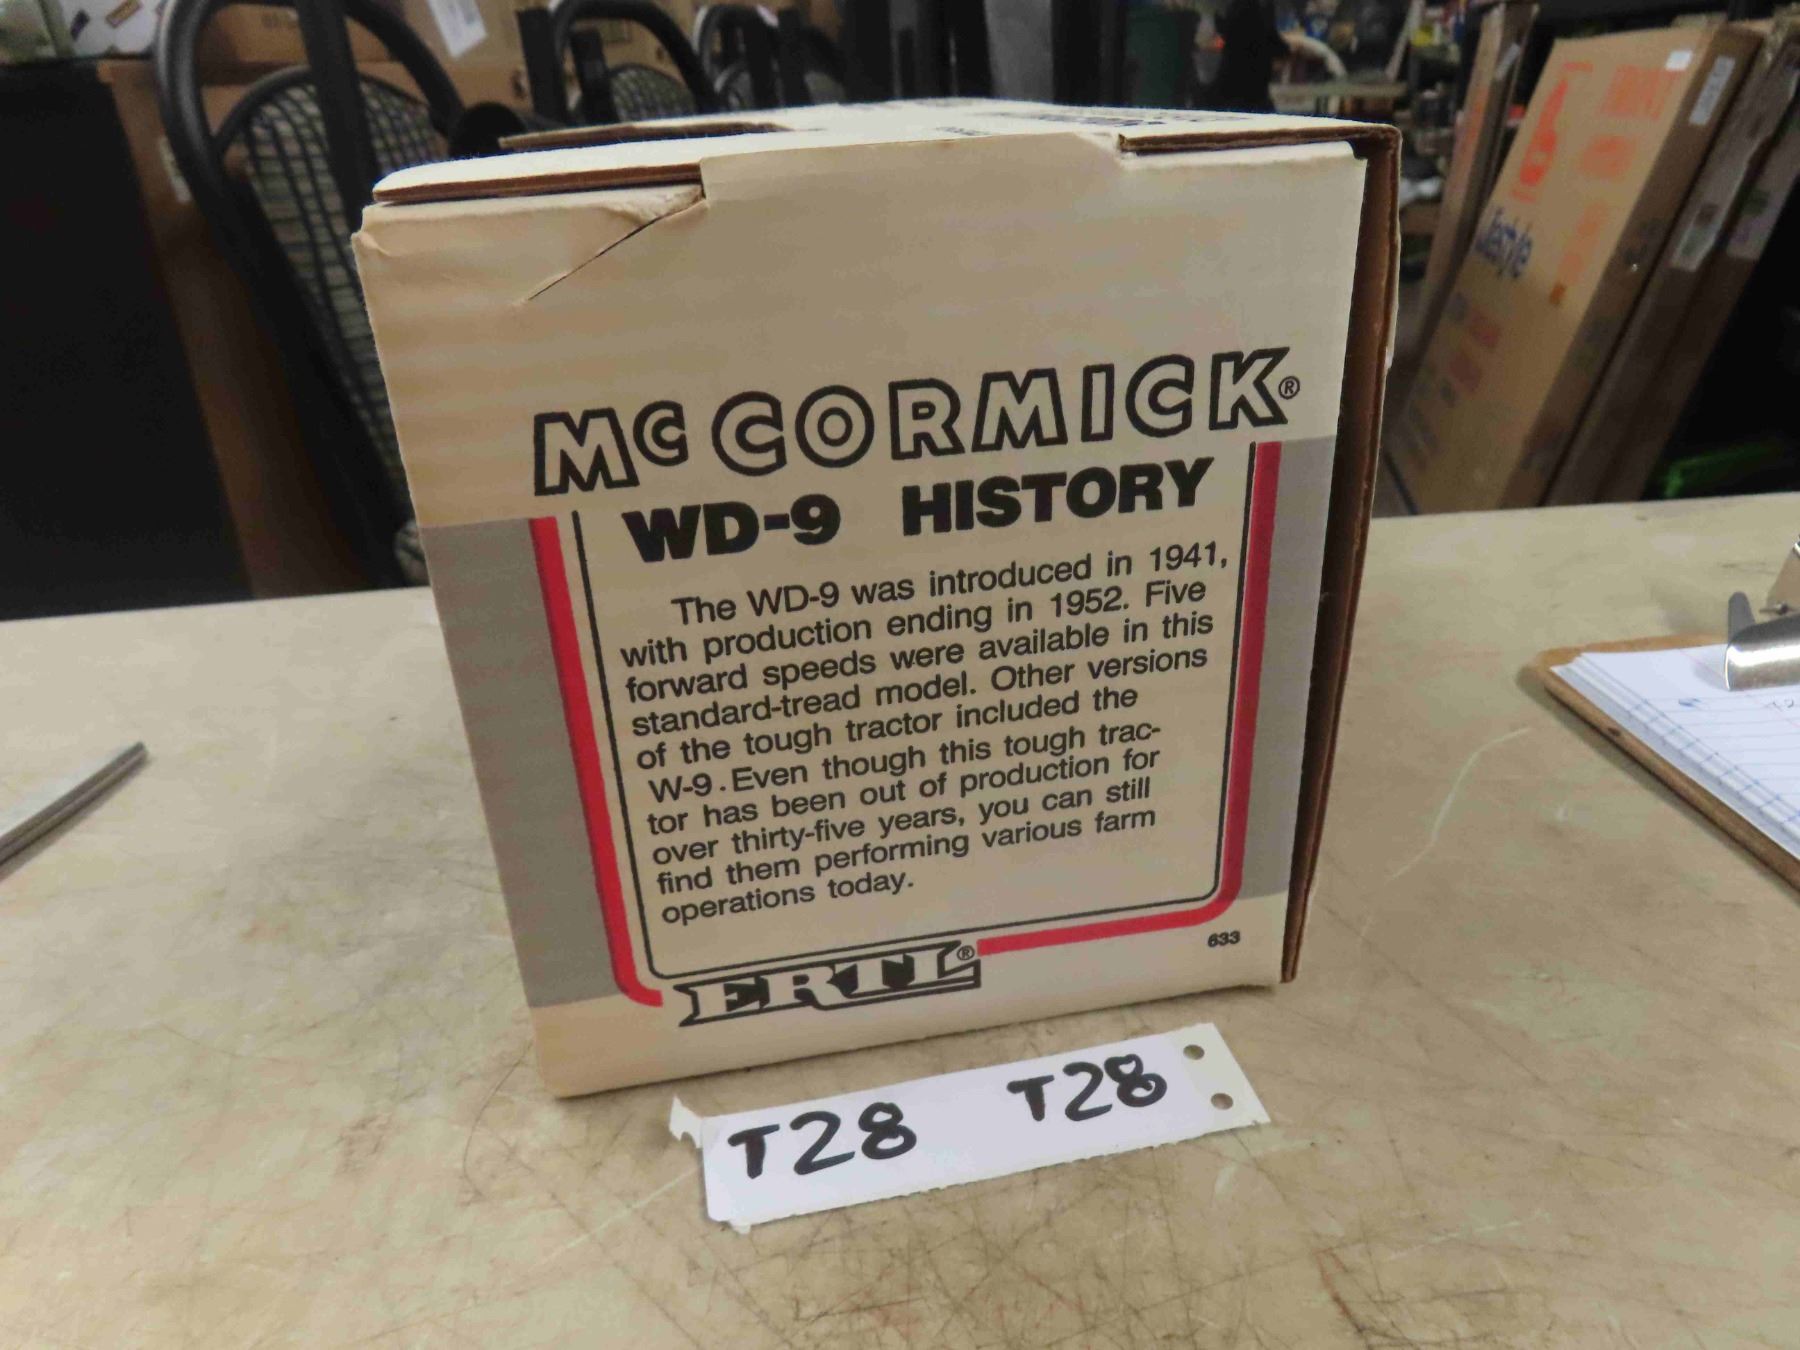 McCORMICK®
WD-9 HISTORY
The WD-9 was introduced in 1941,
with production ending in 1952. Five
forward speeds were available in this
standard-tread model. Other versions
of the tough tractor included the
W-9. Even though this tough trac-
tor has been out of production for
over thirty-five years, you can still
find them performing various farm
operations today.
ERTL®
633
T28 T28